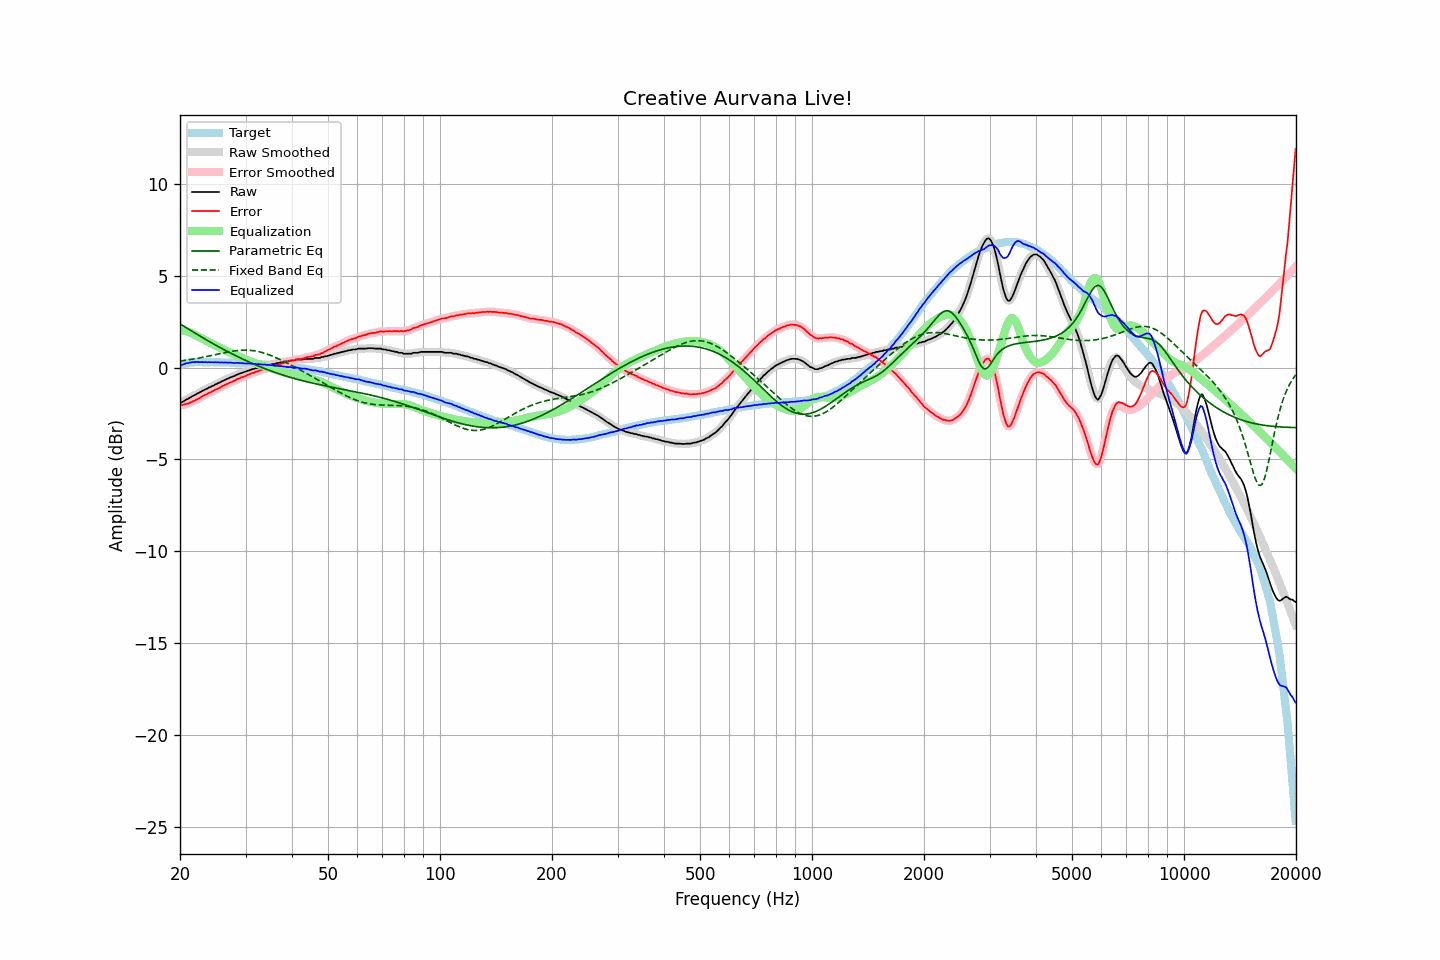 Creative Aurvana Live!
Target
Raw Smoothed
Error Smoothed
Raw
Error
Equalization
Parametric Eq
Fixed Band Eq
Equalized
Amplitude (dBr)
10
5
0
−5
−10
−15
−20
−25
20 50 100 200 500 1000 2000 5000 10000 20000
Frequency (Hz)